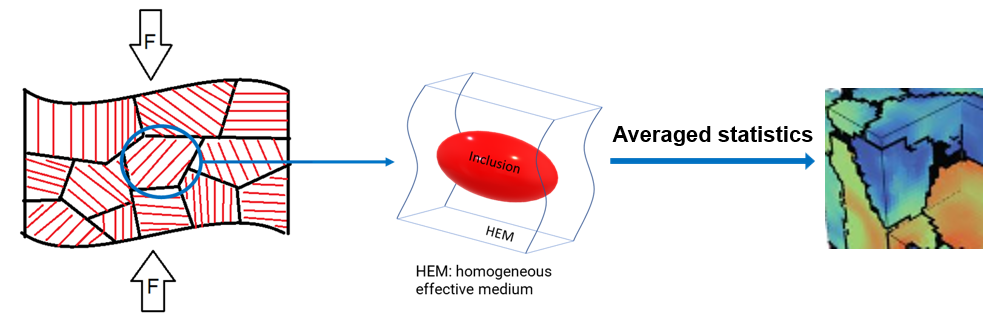 F
Inclusion
HEM
HEM: homogeneous
effective medium
Averaged statistics
F